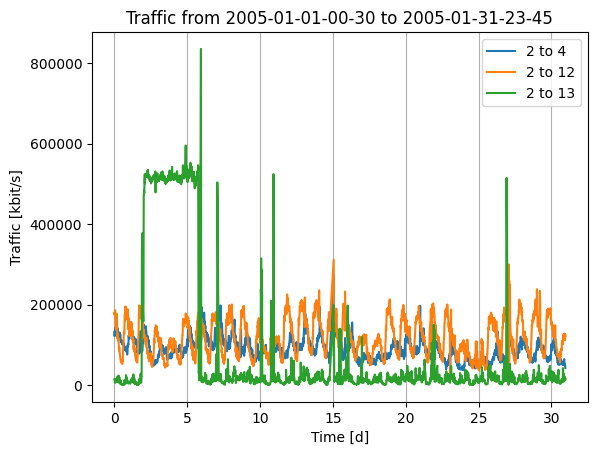 Traffic from 2005-01-01-00-30 to 2005-01-31-23-45
2 to 4
2 to 12
2 to 13
Traffic [kbit/s]
800000
600000
400000
200000
0
0 5 10 15 20 25 30
Time [d]